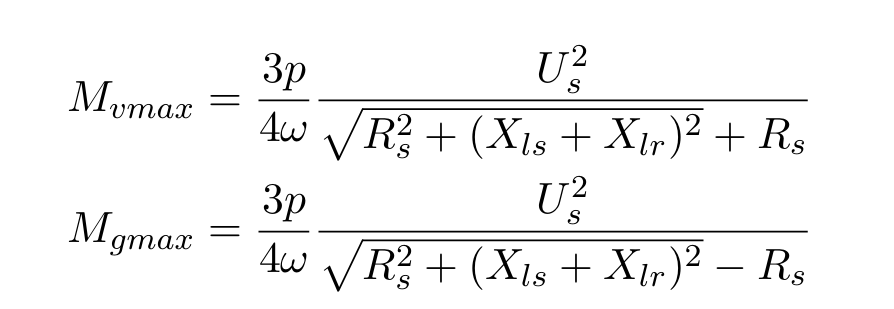 $M_{vmax} = \frac{3p}{4\omega} \frac{U_s^2}{\sqrt{R_s^2 + (X_{ls} + X_{lr})^2} + R_s}$
$M_{gmax} = \frac{3p}{4\omega} \frac{U_s^2}{\sqrt{R_s^2 + (X_{ls} + X_{lr})^2} - R_s}$